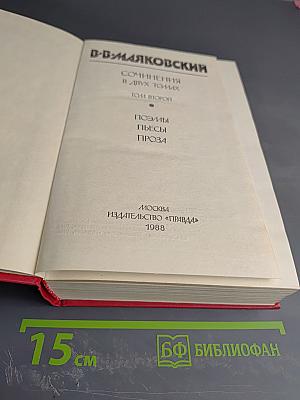 В·В·МАЯКОВСКИЙ
СОЧИНЕНИЯ
В ДВУХ ТОМАХ
ТОМ ВТОРОЙ
ПОЭМЫ
ПЬЕСЫ
ПРОЗА
МОСКВА
ИЗДАТЕЛЬСТВО «ПРАВДА»
1988
15 см
БФ БИБЛИОФАН